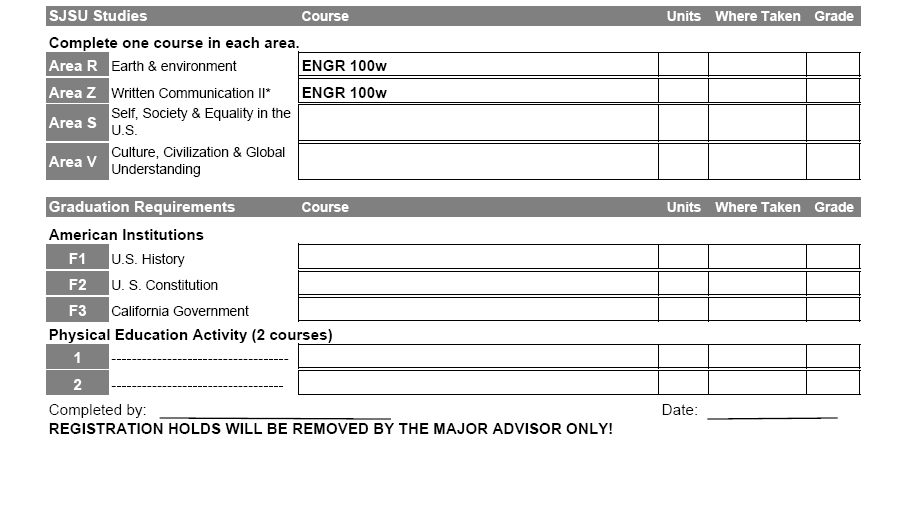 SJSU Studies Course Units Where Taken Grade
Complete one course in each area.
Area R Earth & environment ENGR 100w
Area Z Written Communication II* ENGR 100w
Area S Self, Society & Equality in the
U.S.
Area V Culture, Civilization & Global
Understanding
Graduation Requirements Course Units Where Taken Grade
American Institutions
F1 U.S. History
F2 U. S. Constitution
F3 California Government
Physical Education Activity (2 courses)
1 -----------------------------------
2 ----------------------------------
Completed by: ____________________ Date: ____________
REGISTRATION HOLDS WILL BE REMOVED BY THE MAJOR ADVISOR ONLY!